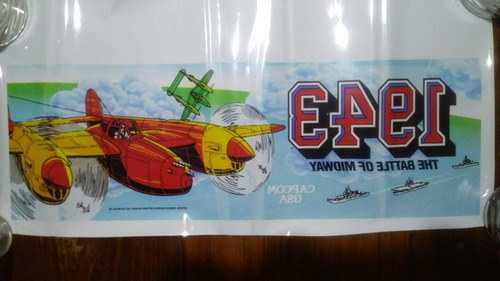 1943
THE BATTLE OF MIDWAY
CAPCOM
USA